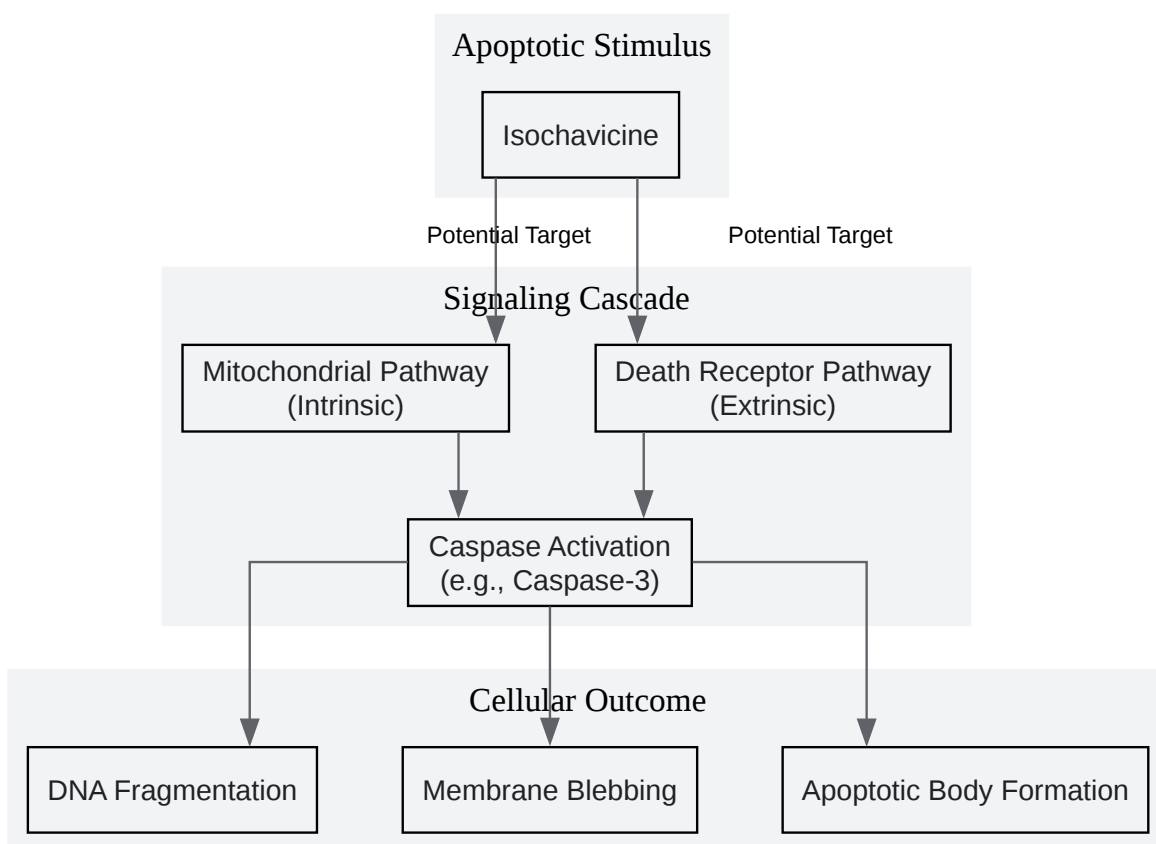 Apoptotic Stimulus
Isochavicine
Potential Target
Potential Target
Signaling Cascade
Mitochondrial Pathway
(Intrinsic)
Death Receptor Pathway
(Extrinsic)
Caspase Activation
(e.g., Caspase-3)
Cellular Outcome
DNA Fragmentation
Membrane Blebbing
Apoptotic Body Formation